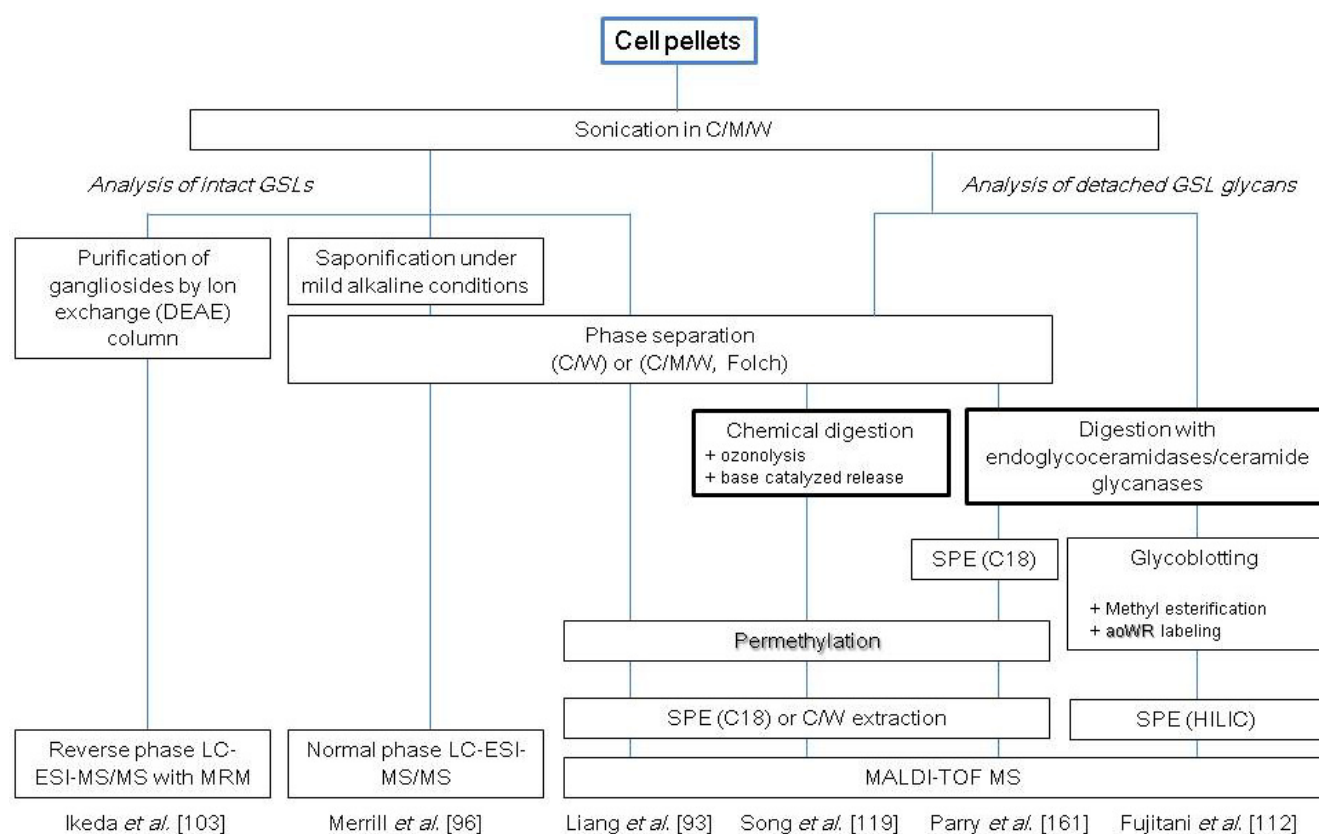 Cell pellets
Sonication in C/M/W
Analysis of intact GSLs
Analysis of detached GSL glycans
Purification of
gangliosides by Ion
exchange (DEAE)
column
Saponification under
mild alkaline conditions
Phase separation
(C/W) or (C/M/W, Folch)
Chemical digestion
+ ozonolysis
+ base catalyzed release
Digestion with
endoglycoceramidases/ceramide
glycanases
SPE (C18)
Glycoblotting
+ Methyl esterification
+ aoWR labeling
Permethylation
SPE (C18) or C/W extraction
SPE (HILIC)
Reverse phase LC-
ESI-MS/MS with MRM
Normal phase LC-ESI-
MS/MS
MALDI-TOF MS
Ikeda et al. [103]
Merrill et al. [96]
Liang et al. [93]
Song et al. [119]
Parry et al. [161]
Fujitani et al. [112]